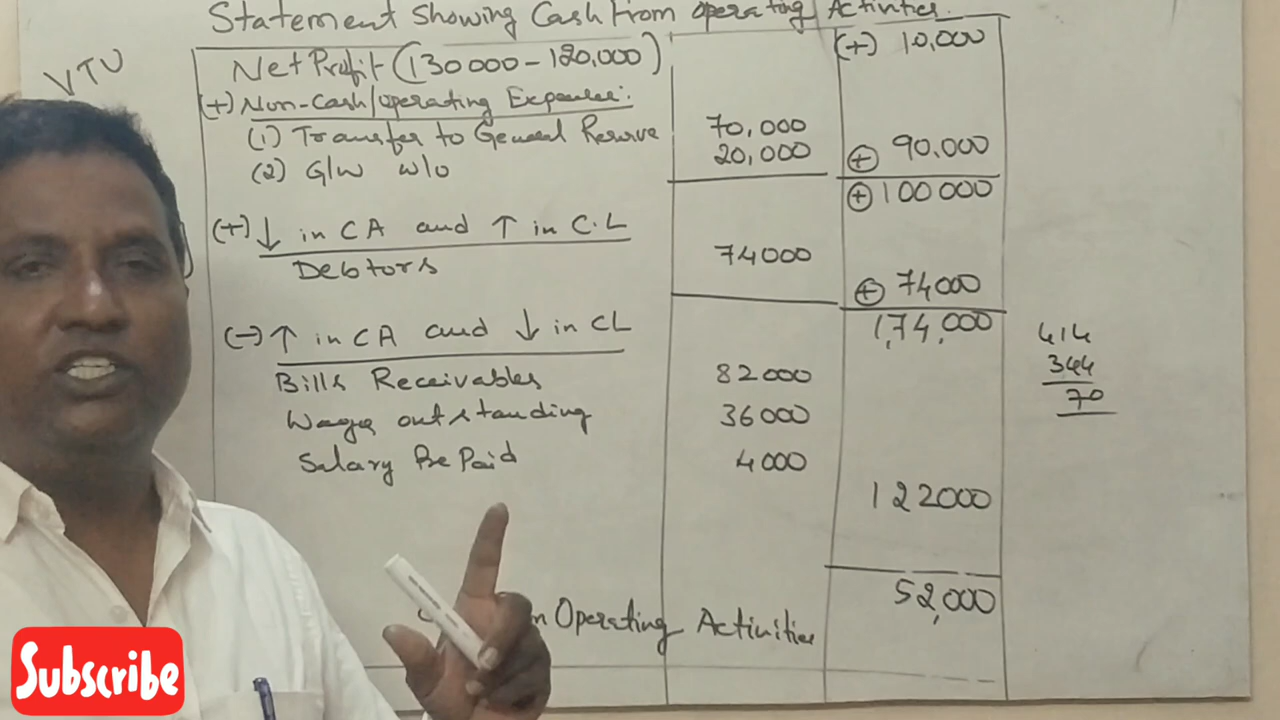 Statement Showing Cash from Operating Activities.
VTU
Net Profit (130000-120,000) (+) 10,000
(+) Non-Cash/operating Expenses:
(1) Transfer to General Reserve 70,000
(2) G/W w/o 20,000 (+) 90,000
(+) 100000
(+) ↓ in CA and ↑ in C.L
Debtors 74000
(+) 74000
1,74,000
(-) ↑ in CA and ↓ in CL
Bills Receivables 82000
Wages outstanding 36000
Salary PrePaid 4000
122000
52,000
Operating Activities
414
344
70
Subscribe